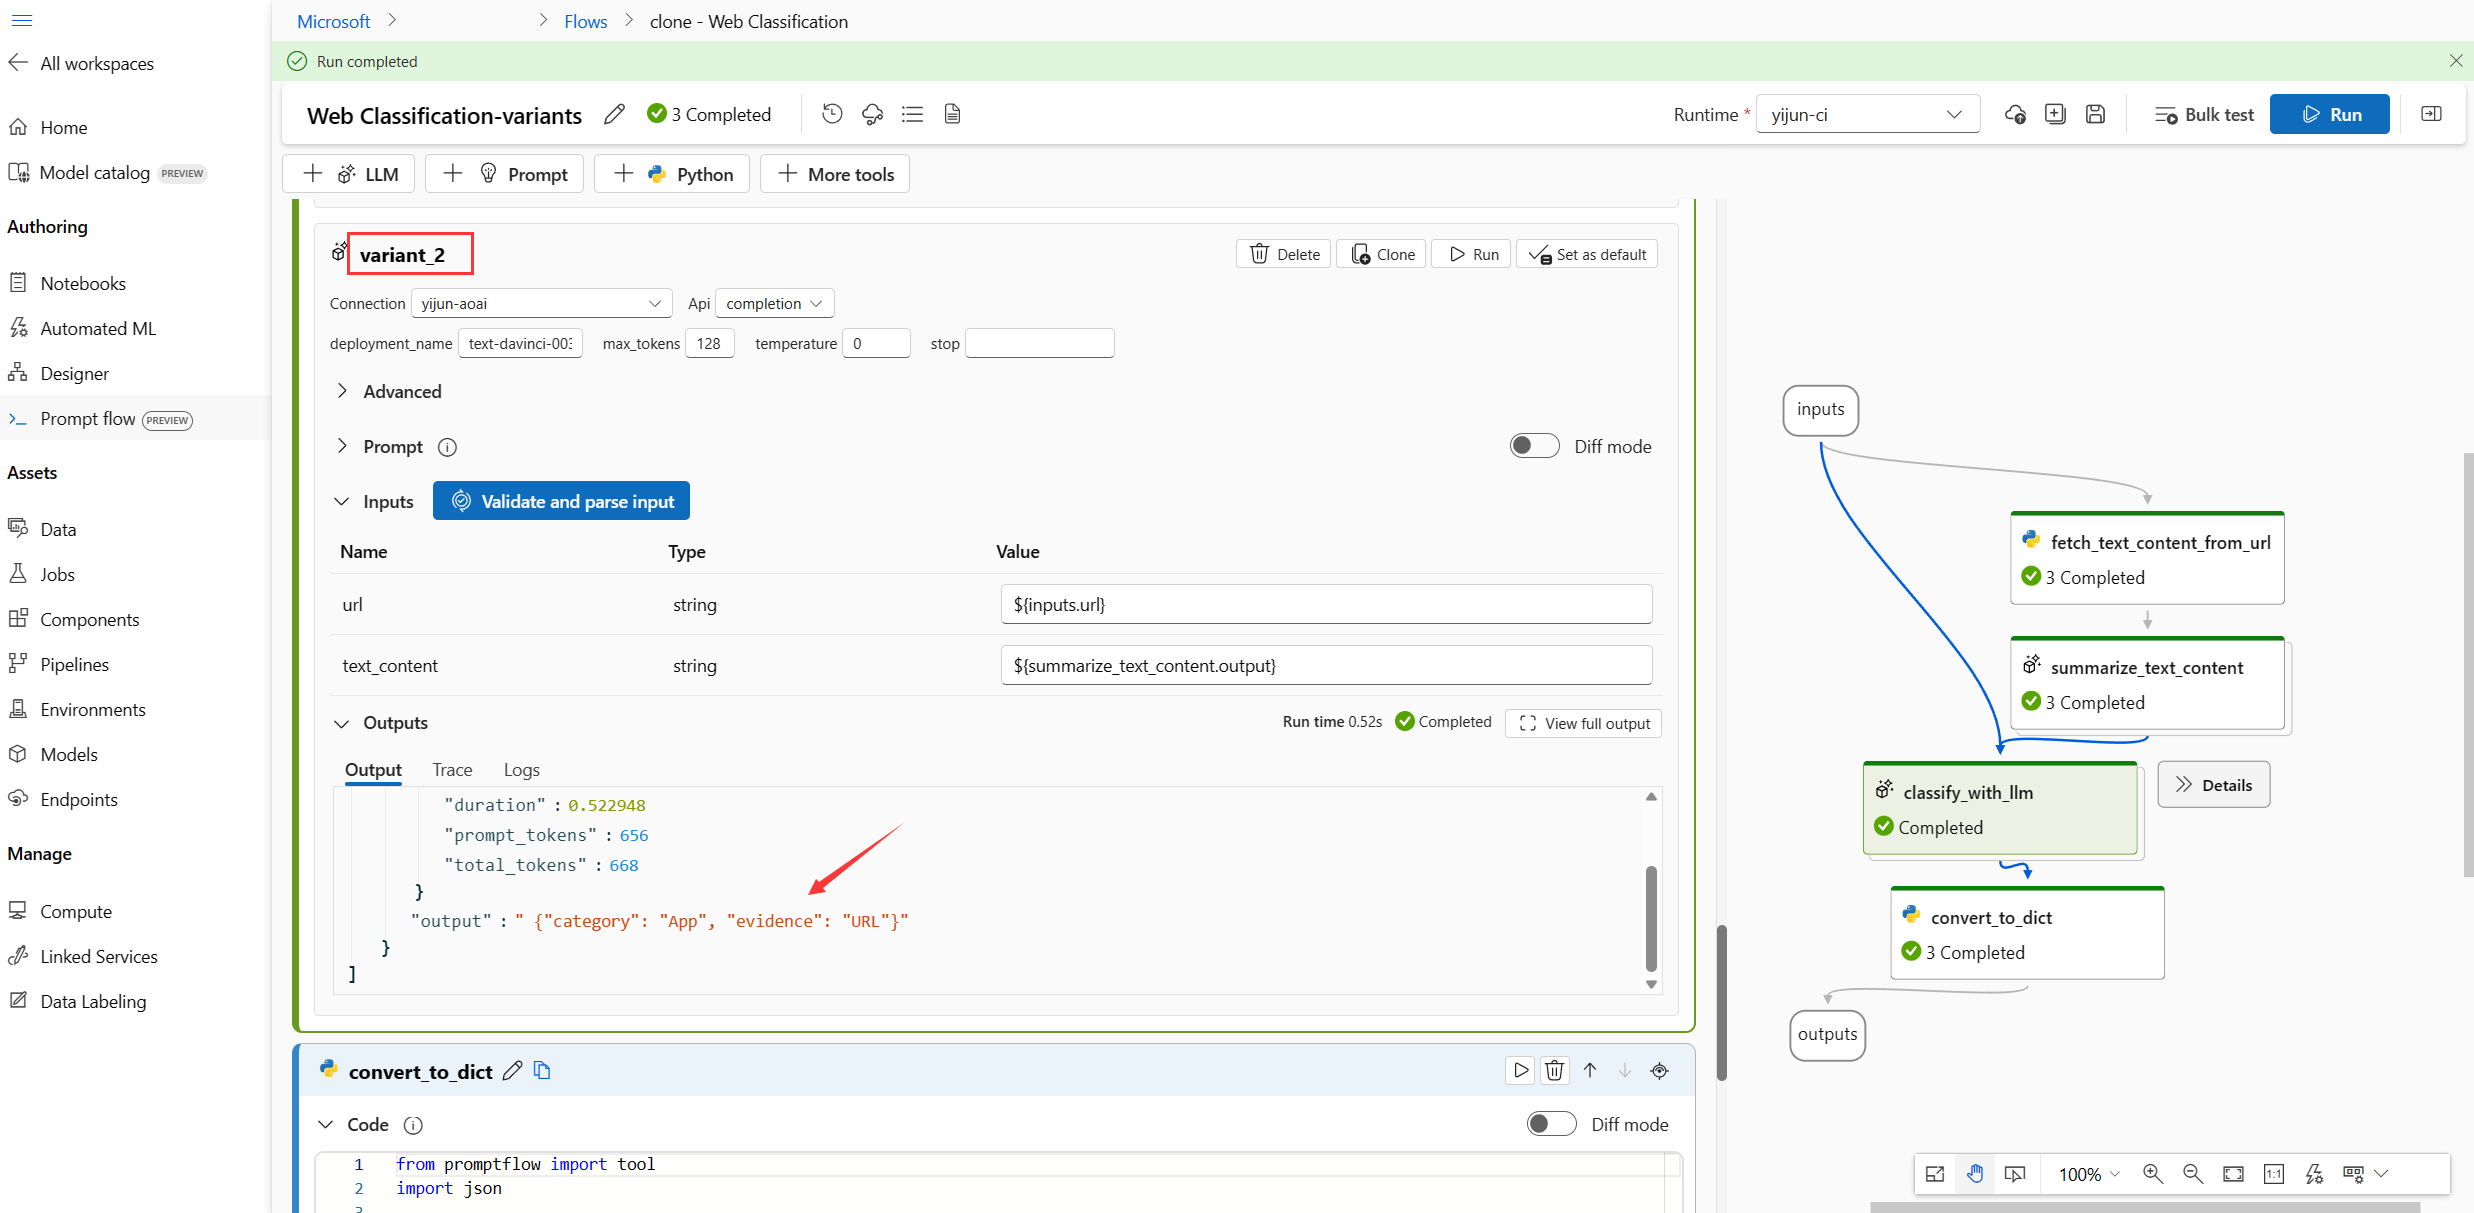 Microsoft > > Flows > clone - Web Classification
All workspaces
Home
Model catalog PREVIEW
Authoring
Notebooks
Automated ML
Designer
Prompt flow PREVIEW
Assets
Data
Jobs
Components
Pipelines
Environments
Models
Endpoints
Manage
Compute
Linked Services
Data Labeling
Run completed
Web Classification-variants 3 Completed
Runtime * yijun-ci Bulk test Run
+ LLM + Prompt + Python + More tools
variant_2 Delete Clone Run Set as default
Connection yijun-aoai Api completion
deployment_name text-davinci-003 max_tokens 128 temperature 0 stop
Advanced
Prompt Diff mode
Inputs Validate and parse input
Name Type Value
url string ${inputs.url}
text_content string ${summarize_text_content.output}
Outputs Run time 0.52s Completed View full output
Output Trace Logs
"duration" : 0.522948
"prompt_tokens" : 656
"total_tokens" : 668
}
"output" : " {"category": "App", "evidence": "URL"}"
}
]
convert_to_dict
Code Diff mode
1 from promptflow import tool
2 import json
3
inputs
fetch_text_content_from_url
3 Completed
summarize_text_content
3 Completed
classify_with_llm
Completed
Details
convert_to_dict
3 Completed
outputs
100% 1:1